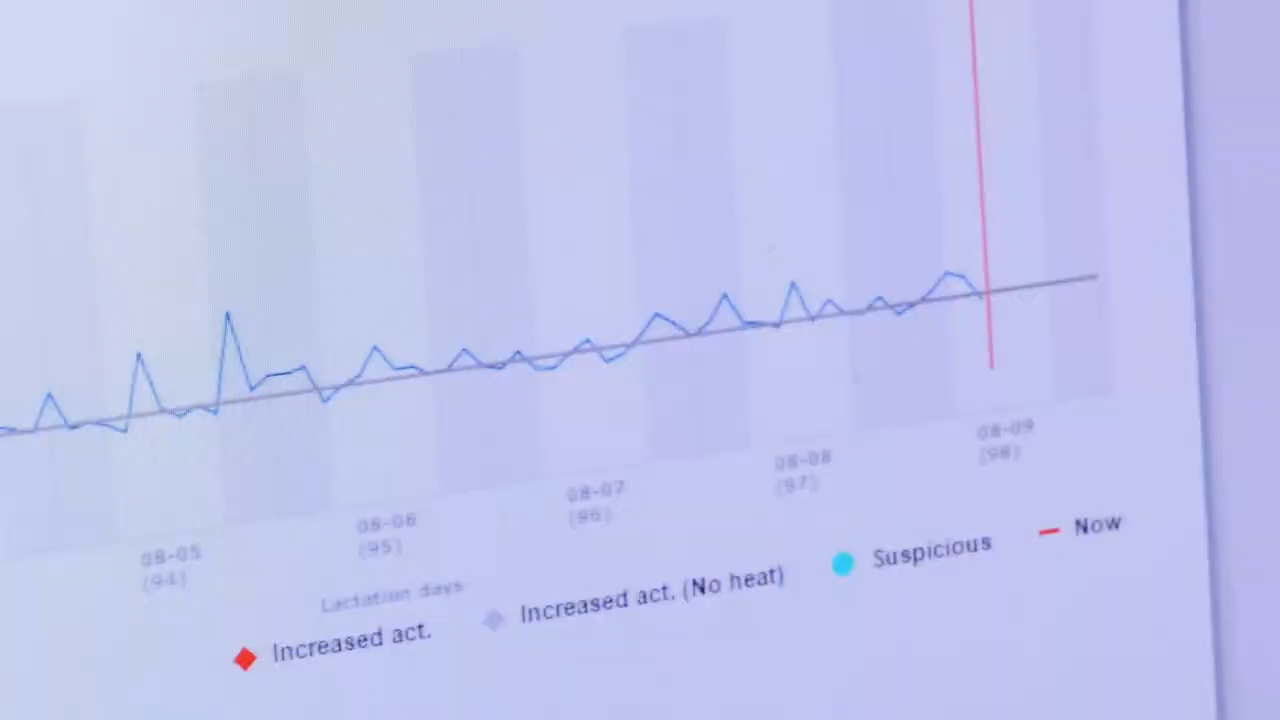 08-05
(94)
08-06
(95)
08-07
(96)
08-08
(97)
08-09
(98)
Lactation days
Increased act.
Increased act. (No heat)
Suspicious
Now